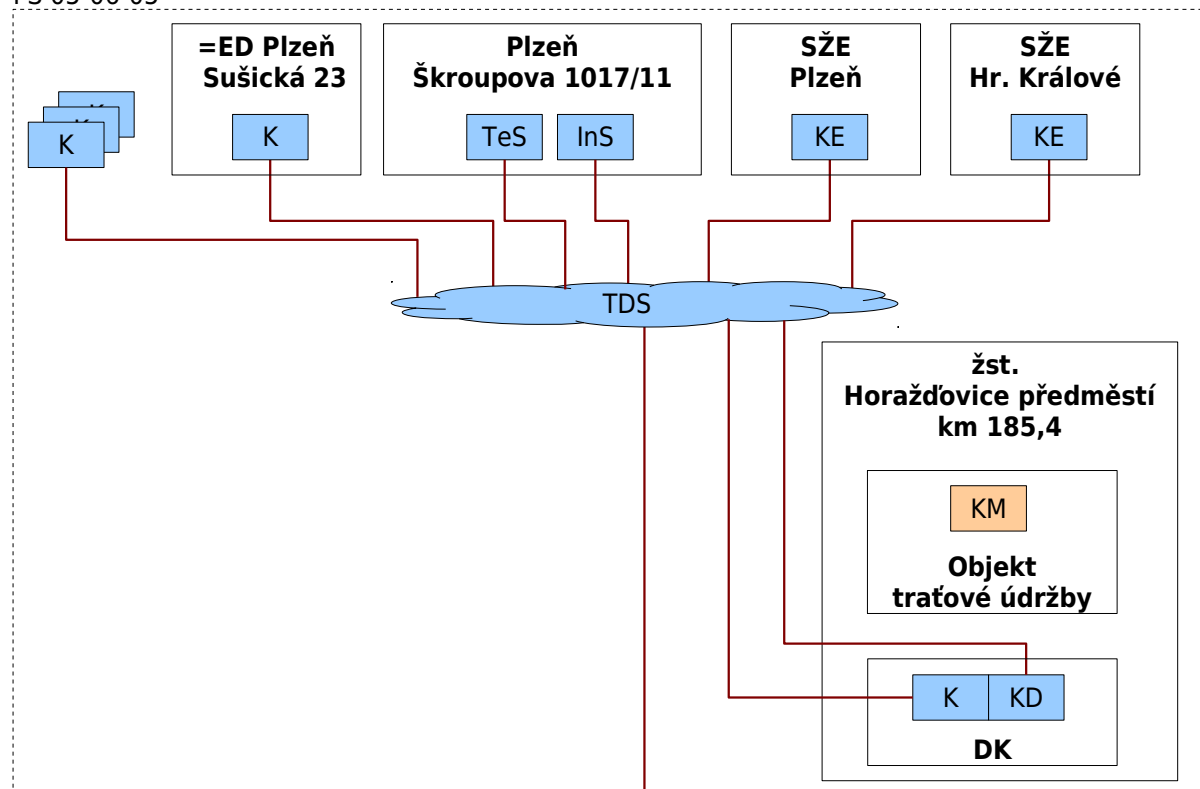 =ED Plzeň
Sušická 23
K
Plzeň
Škroupova 1017/11
TeS
InS
SŽE
Plzeň
KE
SŽE
Hr. Králové
KE
K
TDS
žst.
Horažďovice předměstí
km 185,4
KM
Objekt
traťové údržby
K
KD
DK